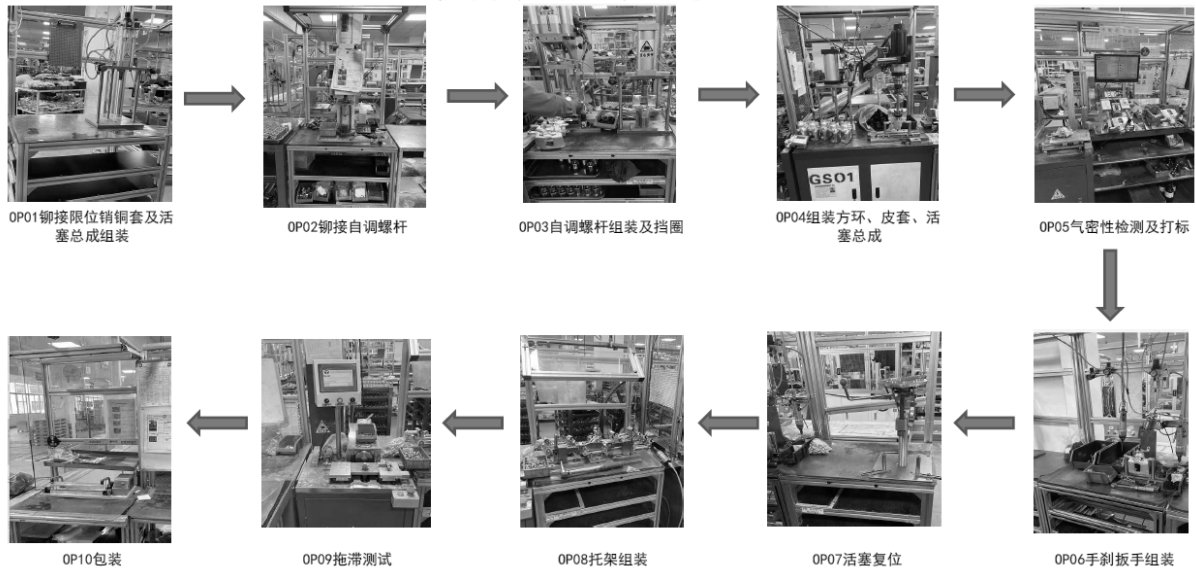 OP01铆接限位销铜套及活
塞总成组装
OP02铆接自调螺杆
OP03自调螺杆组装及挡圈
GS01
OP04组装方环、皮套、活
塞总成
OP05气密性检测及打标
OP10包装
OP09拖滞测试
OP08托架组装
OP07活塞复位
OP06手刹扳手组装